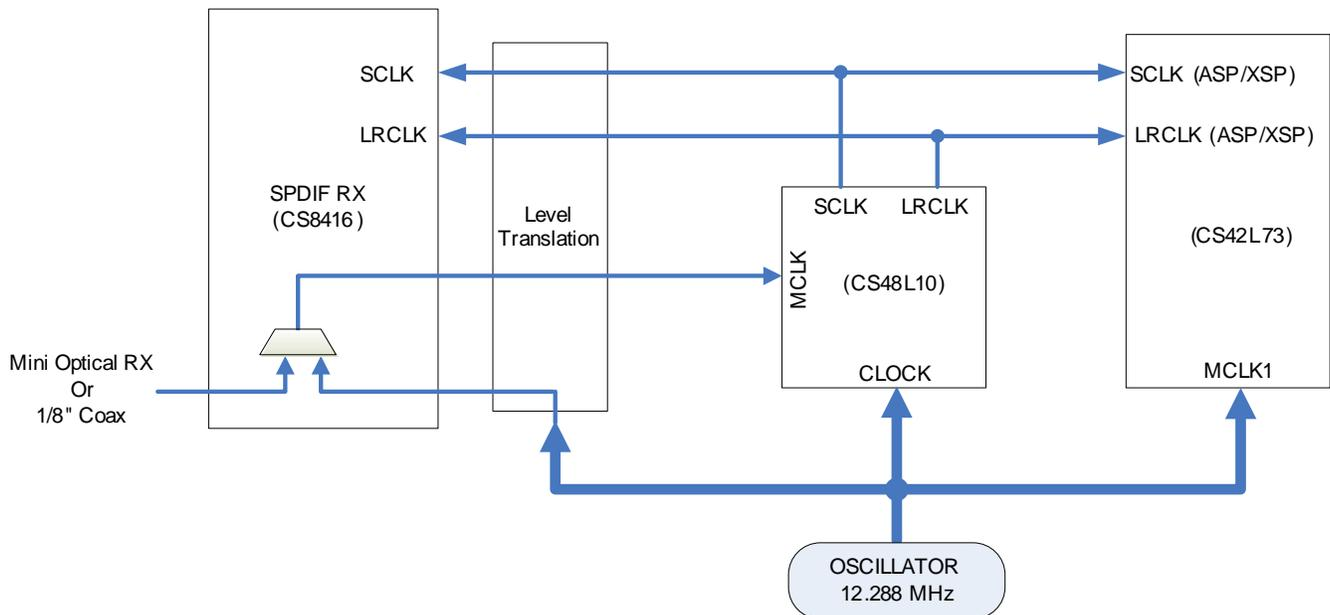 SCLK
LRCLK
SPDIF RX
(CS8416)
Level
Translation
SCLK LRCLK
MCLK
(CS48L10)
CLOCK
SCLK (ASP/XSP)
LRCLK (ASP/XSP)
(CS42L73)
MCLK1
Mini Optical RX
Or
1/8" Coax
OSCILLATOR
12.288 MHz